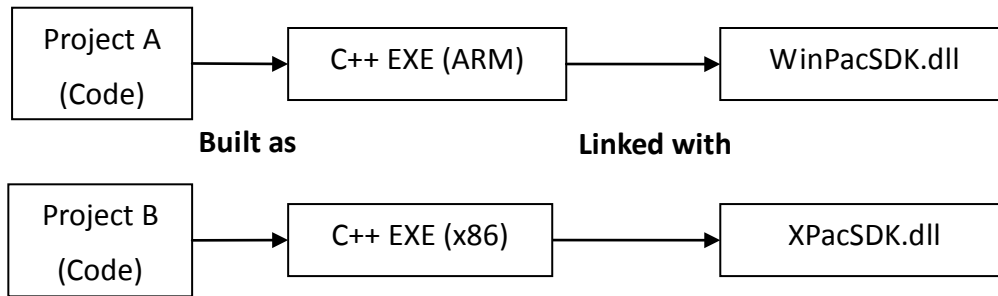 Project A
(Code)
C++ EXE (ARM)
WinPacSDK.dll
Built as
Linked with
Project B
(Code)
C++ EXE (x86)
XPacSDK.dll